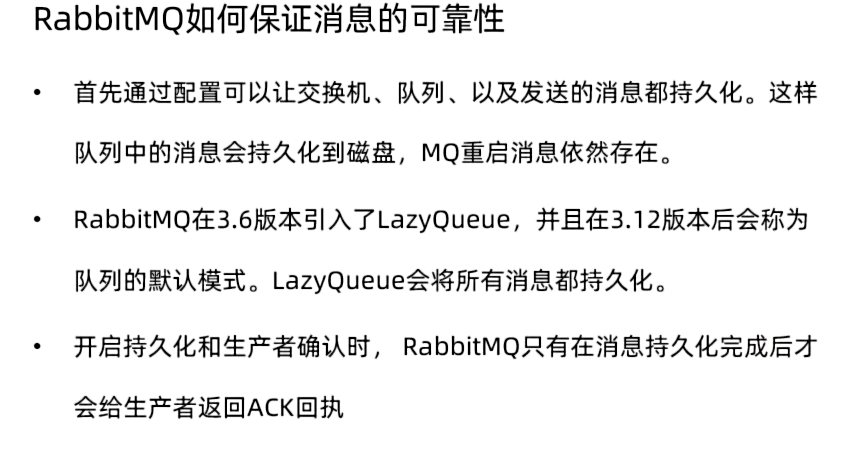 RabbitMQ如何保证消息的可靠性
• 首先通过配置可以让交换机、队列、以及发送的消息都持久化。这样
队列中的消息会持久化到磁盘，MQ重启消息依然存在。
• RabbitMQ在3.6版本引入了LazyQueue，并且在3.12版本后会称为
队列的默认模式。LazyQueue会将所有消息都持久化。
• 开启持久化和生产者确认时， RabbitMQ只有在消息持久化完成后才
会给生产者返回ACK回执